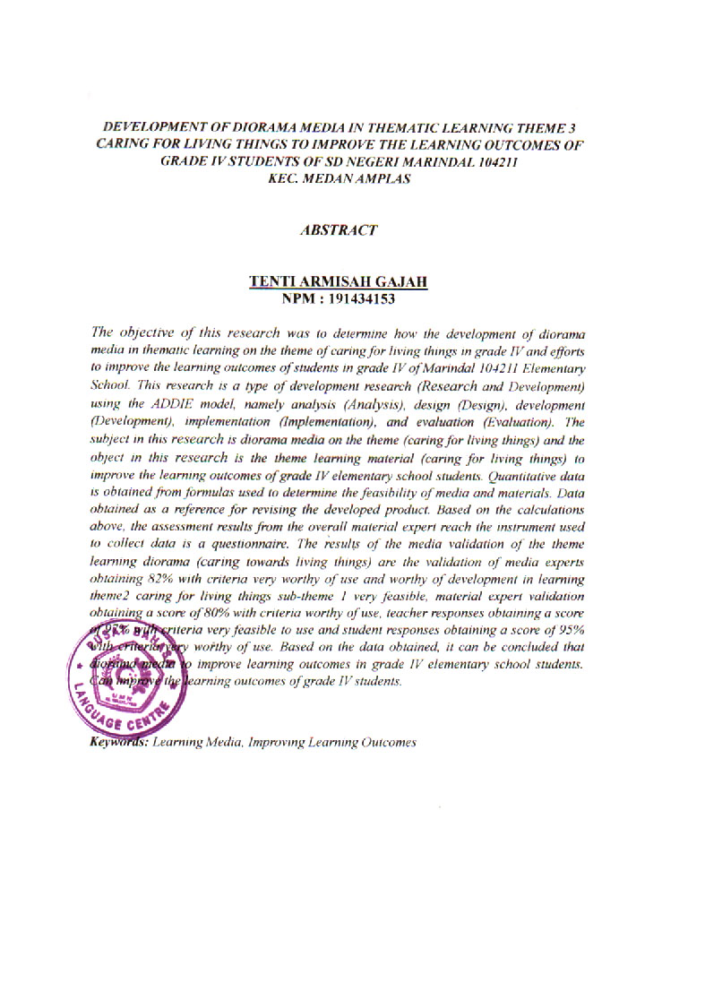 DEVELOPMENT OF DIORAMA MEDIA IN THEMATIC LEARNING THEME 3
CARING FOR LIVING THINGS TO IMPROVE THE LEARNING OUTCOMES OF
GRADE IV STUDENTS OF SD NEGERI MARINDAL 104211
KEC. MEDAN AMPLAS
ABSTRACT
TENTI ARMISAH GAJAH
NPM : 191434153
The objective of this research was to determine how the development of diorama
media in thematic learning on the theme of caring for living things in grade IV and efforts
to improve the learning outcomes of students in grade IV of Marindal 104211 Elementary
School. This research is a type of development research (Research and Development)
using the ADDIE model, namely analysis (Analysis), design (Design), development
(Development), implementation (Implementation), and evaluation (Evaluation). The
subject in this research is diorama media on the theme (caring for living things) and the
object in this research is the theme learning material (caring for living things) to
improve the learning outcomes of grade IV elementary school students. Quantitative data
is obtained from formulas used to determine the feasibility of media and materials. Data
obtained as a reference for revising the developed product. Based on the calculations
above, the assessment results from the overall material expert reach the instrument used
to collect data is a questionnaire. The results of the media validation of the theme
learning diorama (caring towards living things) are the validation of media experts
obtaining 82% with criteria very worthy of use and worthy of development in learning
theme2 caring for living things sub-theme 1 very feasible, material expert validation
obtaining a score of 80% with criteria worthy of use, teacher responses obtaining a score
of 97% with criteria very feasible to use and student responses obtaining a score of 95%
with criteria very worthy of use. Based on the data obtained, it can be concluded that
diorama media to improve learning outcomes in grade IV elementary school students.
Can improve the learning outcomes of grade IV students.
PUSAT BAHASA
UMN
LANGUAGE CENTRE
Keywords: Learning Media, Improving Learning Outcomes